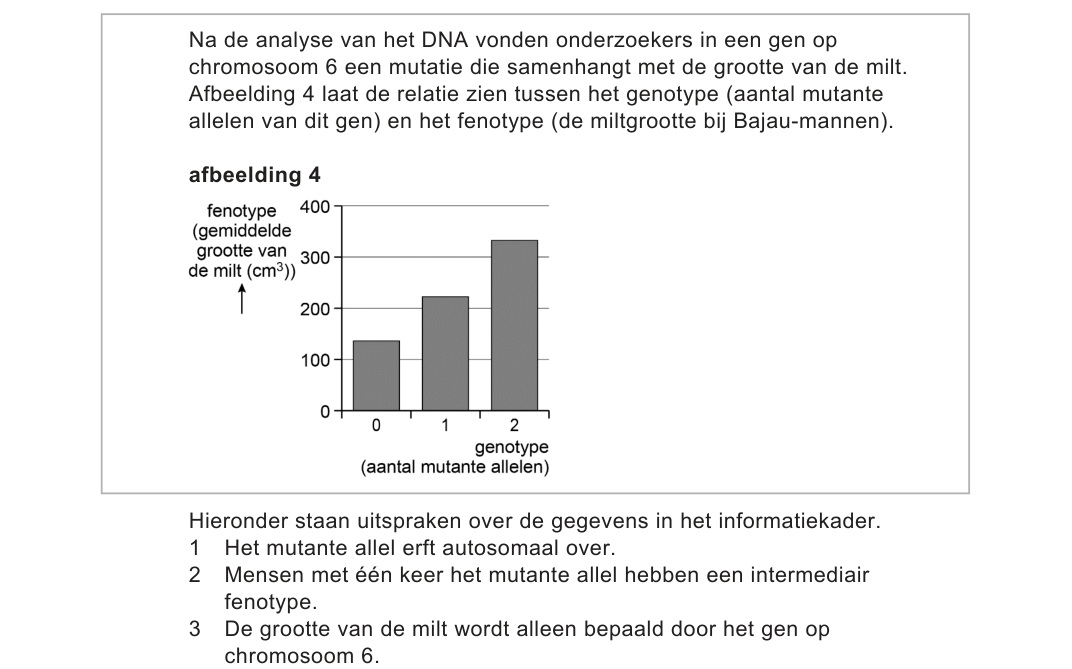 Na de analyse van het DNA vonden onderzoekers in een gen op
chromosoom 6 een mutatie die samenhangt met de grootte van de milt.
Afbeelding 4 laat de relatie zien tussen het genotype (aantal mutante
allelen van dit gen) en het fenotype (de miltgrootte bij Bajau-mannen).
afbeelding 4
fenotype
(gemiddelde
grootte van
de milt (cm³))
400
300
200
100
0
0 1 2
genotype
(aantal mutante allelen)
Hieronder staan uitspraken over de gegevens in het informatiekader.
1 Het mutante allel erft autosomaal over.
2 Mensen met één keer het mutante allel hebben een intermediair
fenotype.
3 De grootte van de milt wordt alleen bepaald door het gen op
chromosoom 6.